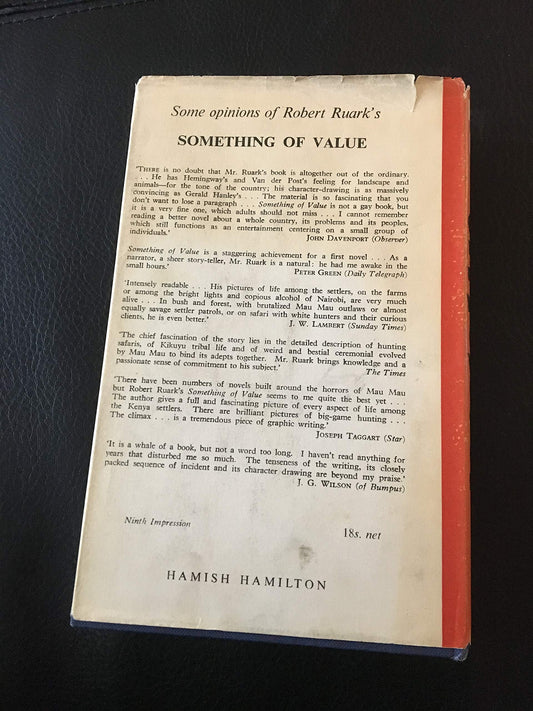 Some opinions of Robert Ruark's
SOMETHING OF VALUE
'THERE is no doubt that Mr. Ruark's book is altogether out of the ordinary.
. . . He has Hemingway's and Van der Post's feeling for landscape and
animals—for the tone of the country; his character-drawing is as massively
convincing as Gerald Hanley's . . . The material is so fascinating that you
don't want to lose a paragraph . . . Something of Value is not a gay book, but
it is a very fine one, which adults should not miss . . . I cannot remember
reading a better novel about a whole country, its problems and its peoples,
which still functions as an entertainment centering on a small group of
individuals.'
JOHN DAVENPORT (Observer)
Something of Value is a staggering achievement for a first novel . . . As a
narrator, a sheer story-teller, Mr. Ruark is a natural: he had me awake in the
small hours.'
PETER GREEN (Daily Telegraph)
'Intensely readable . . . His pictures of life among the settlers, on the farms
or among the bright lights and copious alcohol of Nairobi, are very much
alive . . . In bush and forest, with brutalized Mau Mau outlaws or almost
equally savage settler patrols, or on safari with white hunters and their curious
clients, he is even better.'
J. W. LAMBERT (Sunday Times)
'The chief fascination of the story lies in the detailed description of hunting
safaris, of Kikuyu tribal life and of weird and bestial ceremonial evolved
by Mau Mau to bind its adepts together. Mr. Ruark brings knowledge and a
passionate sense of commitment to his subject.'
The Times
'There have been numbers of novels built around the horrors of Mau Mau
but Robert Ruark's Something of Value seems to me quite the best yet . . .
The author gives a full and fascinating picture of every aspect of life among
the Kenya settlers. There are brilliant pictures of big-game hunting . . .
The climax . . . is a tremendous piece of graphic writing.'
JOSEPH TAGGART (Star)
'It is a whale of a book, but not a word too long. I haven't read anything for
years that disturbed me so much. The tenseness of the writing, its closely
packed sequence of incident and its character drawing are beyond my praise.'
J. G. WILSON (of Bumpus)
Ninth Impression
18s. net
HAMISH HAMILTON